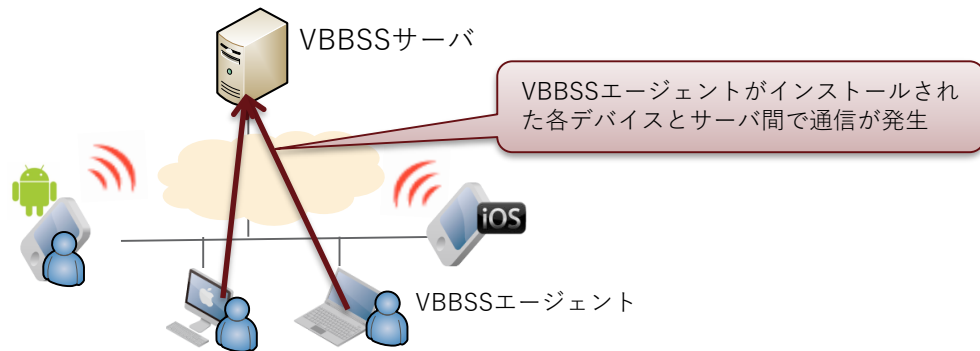 VBBSSサーバ
VBBSSエージェントがインストールされ
た各デバイスとサーバ間で通信が発生
iOS
VBBSSエージェント